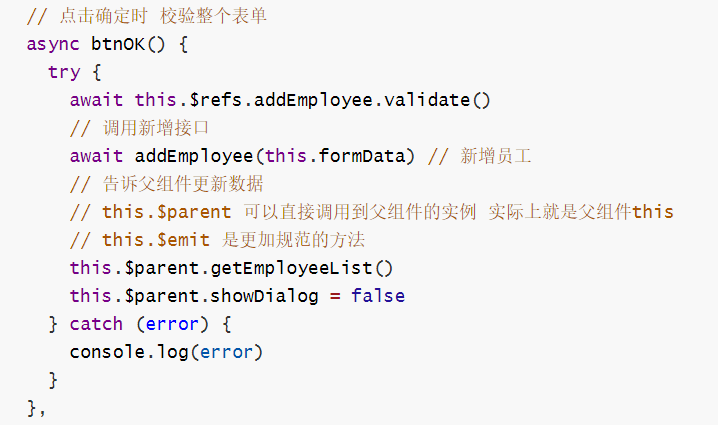 // 点击确定时 校验整个表单
async btnOK() {
  try {
    await this.$refs.addEmployee.validate()
    // 调用新增接口
    await addEmployee(this.formData) // 新增员工
    // 告诉父组件更新数据
    // this.$parent 可以直接调用到父组件的实例 实际上就是父组件this
    // this.$emit 是更加规范的方法
    this.$parent.getEmployeeList()
    this.$parent.showDialog = false
  } catch (error) {
    console.log(error)
  }
},